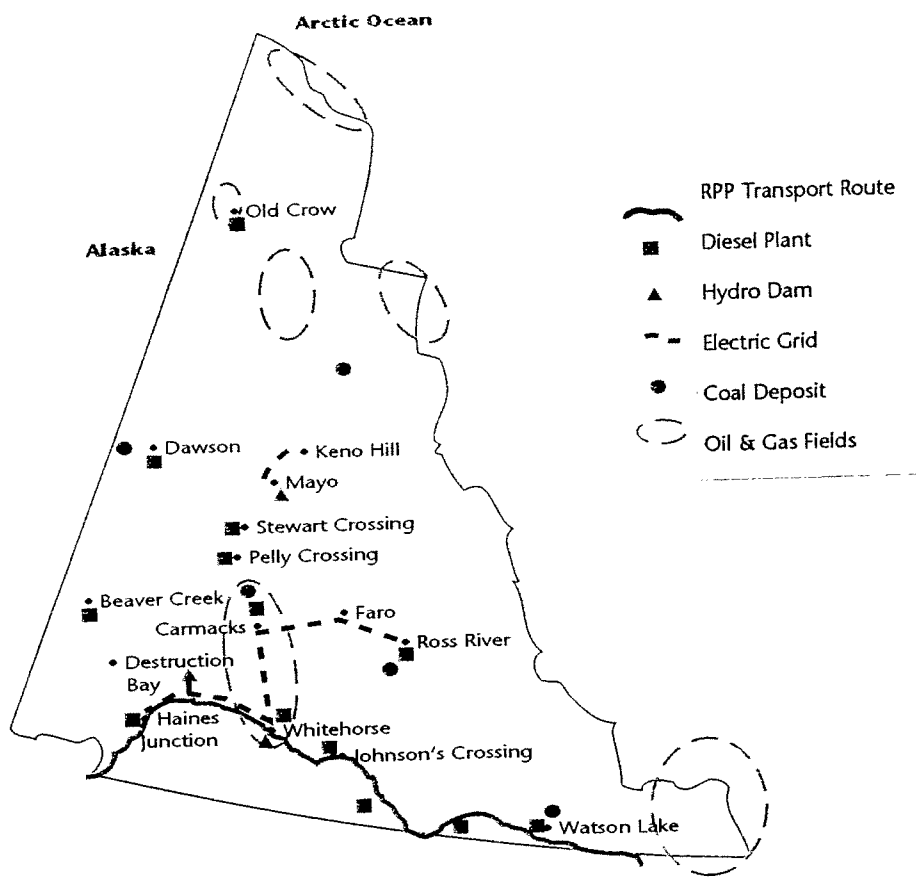 Arctic Ocean
RPP Transport Route
Old Crow
Diesel Plant
Alaska
Hydro Dam
Electric Grid
Coal Deposit
Oil & Gas Fields
Dawson
Keno Hill
Mayo
Stewart Crossing
Pelly Crossing
Beaver Creek
Faro
Carmacks
Ross River
Destruction
Bay
Haines
Junction
Whitehorse
Johnson's Crossing
Watson Lake